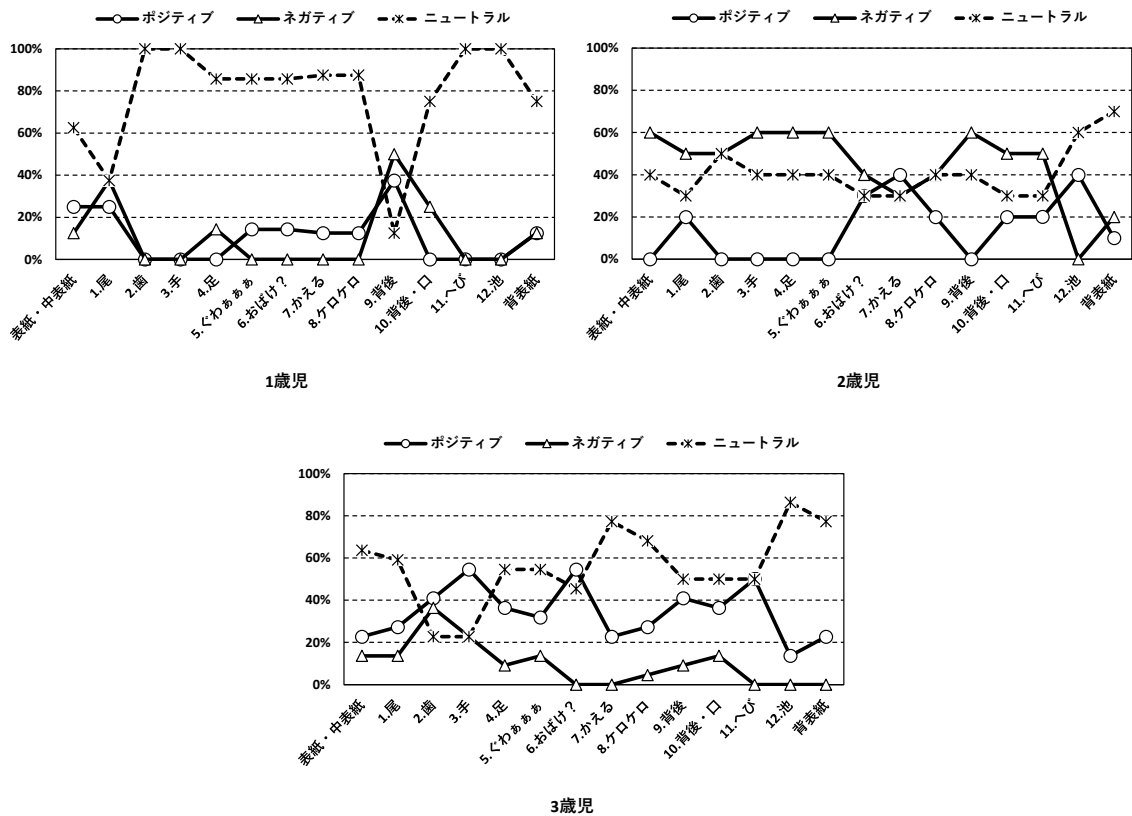 ポジティブ ネガティブ ニュートラル
100%
80%
60%
40%
20%
0%
表紙・中表紙
1.尾
2.歯
3.手
4.足
5.ぐわぁぁぁ
6.おばけ？
7.かえる
8.ケロケロ
9.背後
10.背後・口
11.へび
12.池
背表紙
1歳児
ポジティブ ネガティブ ニュートラル
100%
80%
60%
40%
20%
0%
表紙・中表紙
1.尾
2.歯
3.手
4.足
5.ぐわぁぁぁ
6.おばけ？
7.かえる
8.ケロケロ
9.背後
10.背後・口
11.へび
12.池
背表紙
2歳児
ポジティブ ネガティブ ニュートラル
100%
80%
60%
40%
20%
0%
表紙・中表紙
1.尾
2.歯
3.手
4.足
5.ぐわぁぁぁ
6.おばけ？
7.かえる
8.ケロケロ
9.背後
10.背後・口
11.へび
12.池
背表紙
3歳児